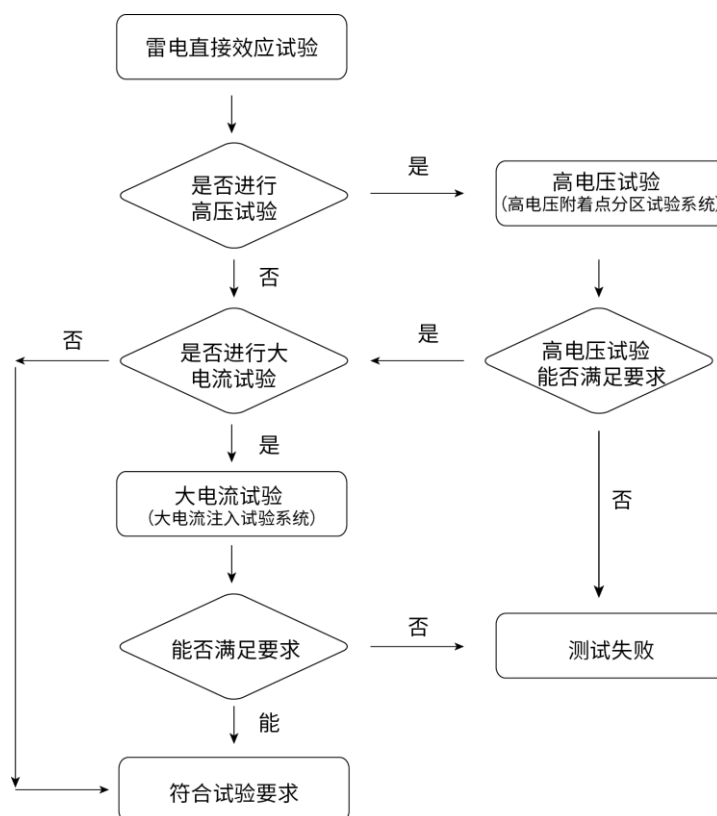 雷电直接效应试验
是否进行
高压试验
是
高电压试验
(高电压附着点分区试验系统)
否
否
是否进行大
电流试验
是
高电压试验
能否满足要求
是
大电流试验
(大电流注入试验系统)
否
能否满足要求
否
测试失败
能
符合试验要求